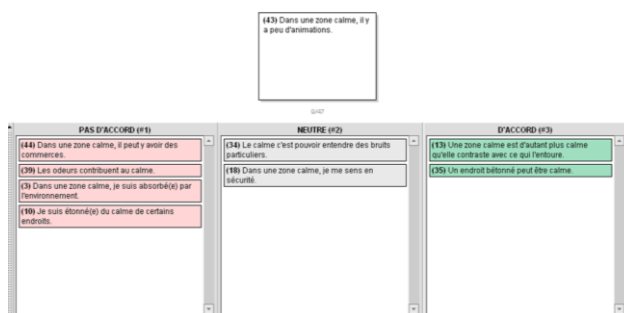 (43) Dans une zone calme, il y
a peu d'animations.
PAS D'ACCORD (#1)
(44) Dans une zone calme, il peut y avoir des
commerces.
(39) Les odeurs contribuent au calme.
(3) Dans une zone calme, je suis absorbé(e) par
l'environnement.
(10) Je suis étonné(e) du calme de certains
endroits.
NEUTRE (#2)
(34) Le calme c'est pouvoir entendre des bruits
particuliers.
(18) Dans une zone calme, je me sens en
sécurité.
D'ACCORD (#3)
(13) Une zone calme est d'autant plus calme
qu'elle contraste avec ce qui l'entoure.
(35) Un endroit bétonné peut être calme.